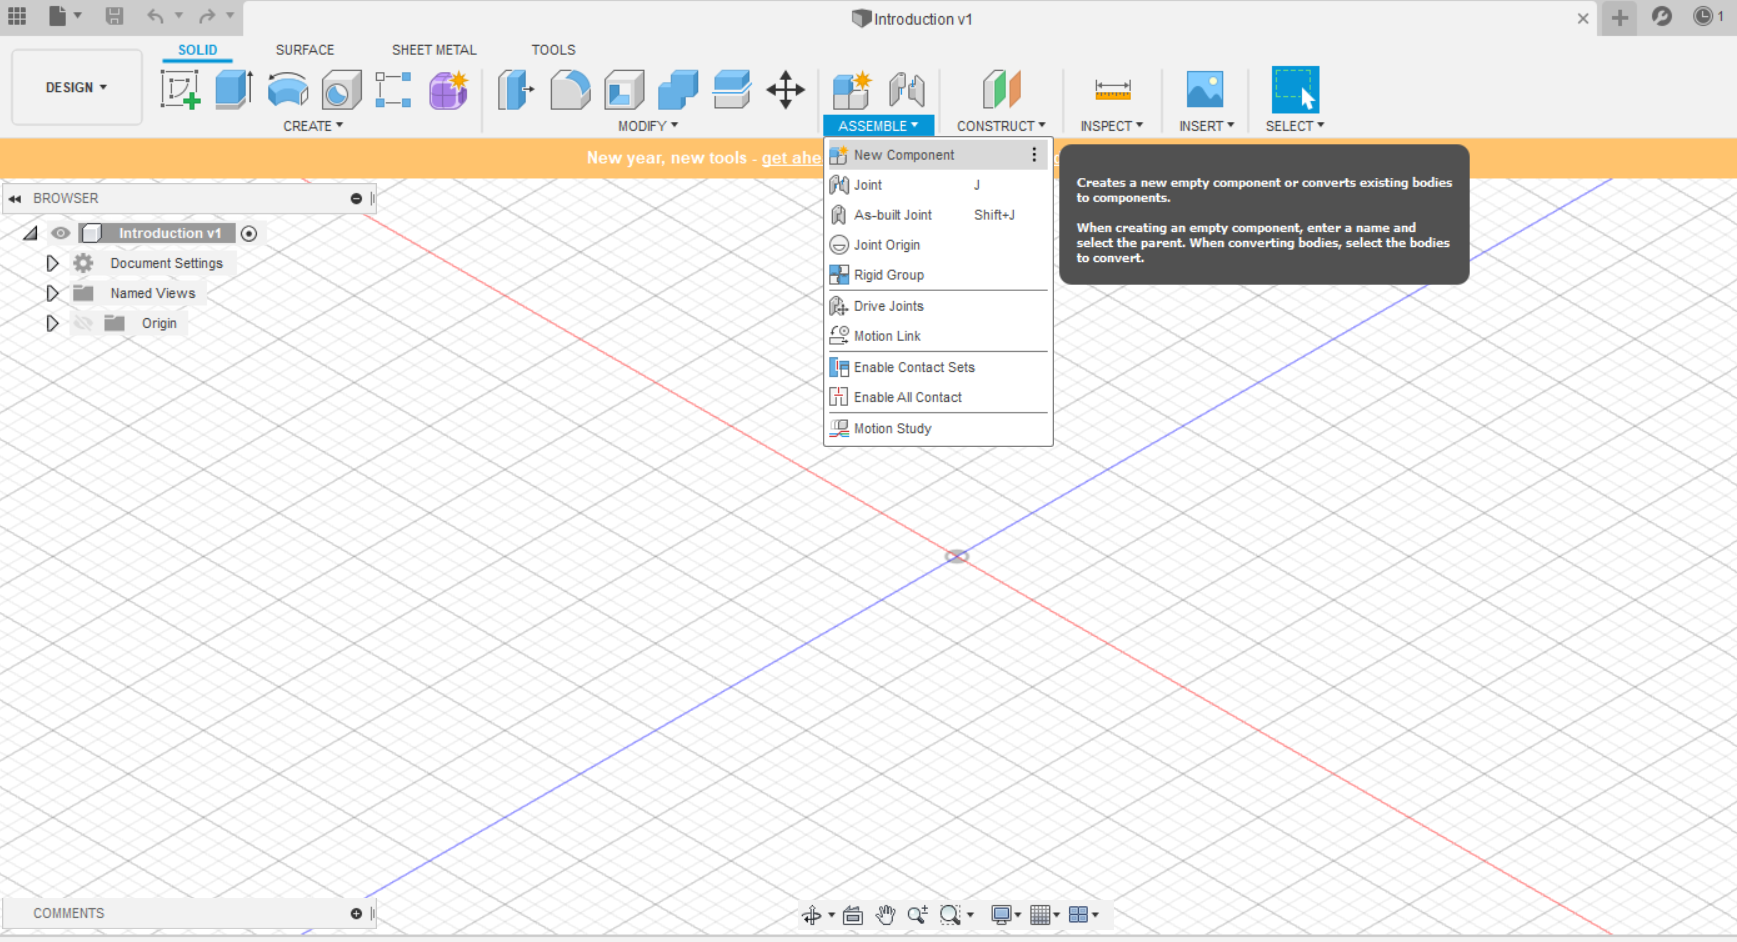 Introduction v1
1
SOLID
SURFACE
SHEET METAL
TOOLS
DESIGN
CREATE
MODIFY
ASSEMBLE
CONSTRUCT
INSPECT
INSERT
SELECT
New year, new tools - get ahe
New Component
Joint J
As-built Joint Shift+J
Joint Origin
Rigid Group
Drive Joints
Motion Link
Enable Contact Sets
Enable All Contact
Motion Study
Creates a new empty component or converts existing bodies
to components.
When creating an empty component, enter a name and
select the parent. When converting bodies, select the bodies
to convert.
BROWSER
Introduction v1
Document Settings
Named Views
Origin
COMMENTS